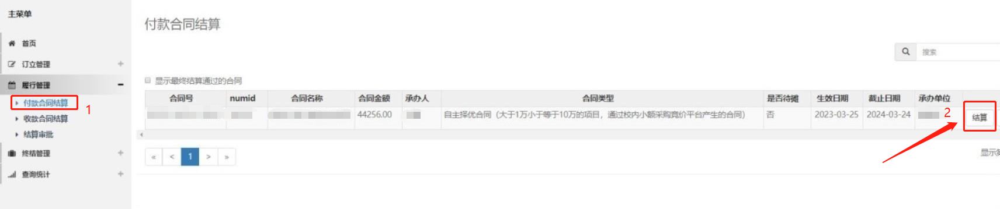 主菜单
付款合同结算
首页
搜索
订立管理 +
显示最终结算通过的合同
履行管理 -
合同号 numid 合同名称 合同金额 承办人 合同类型 是否待摊 生效日期 截止日期 承办单位
付款合同结算 1
44256.00 自主择优合同（大于1万小于等于10万的项目，通过校内小额采购竞价平台产生的合同） 否 2023-03-25 2024-03-24 2 结算
收款合同结算
结算审批
终结管理 +
« < 1 > »
显示
查询统计 +